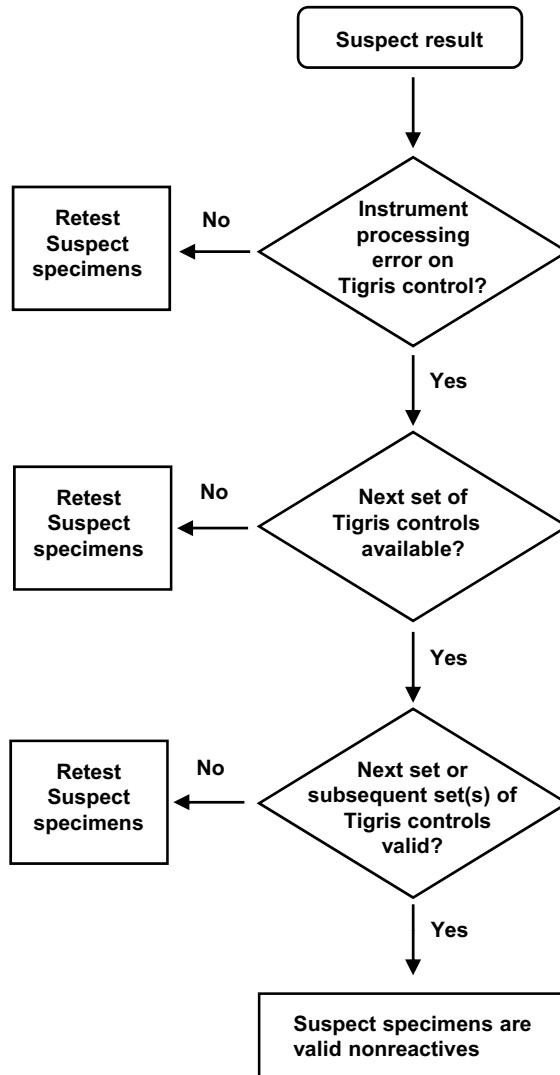 Suspect result
Instrument
processing
error on
Tigris control?
No
Retest
Suspect
specimens
Yes
Next set of
Tigris controls
available?
No
Retest
Suspect
specimens
Yes
Next set or
subsequent set(s) of
Tigris controls
valid?
No
Retest
Suspect
specimens
Yes
Suspect specimens are
valid nonreactives